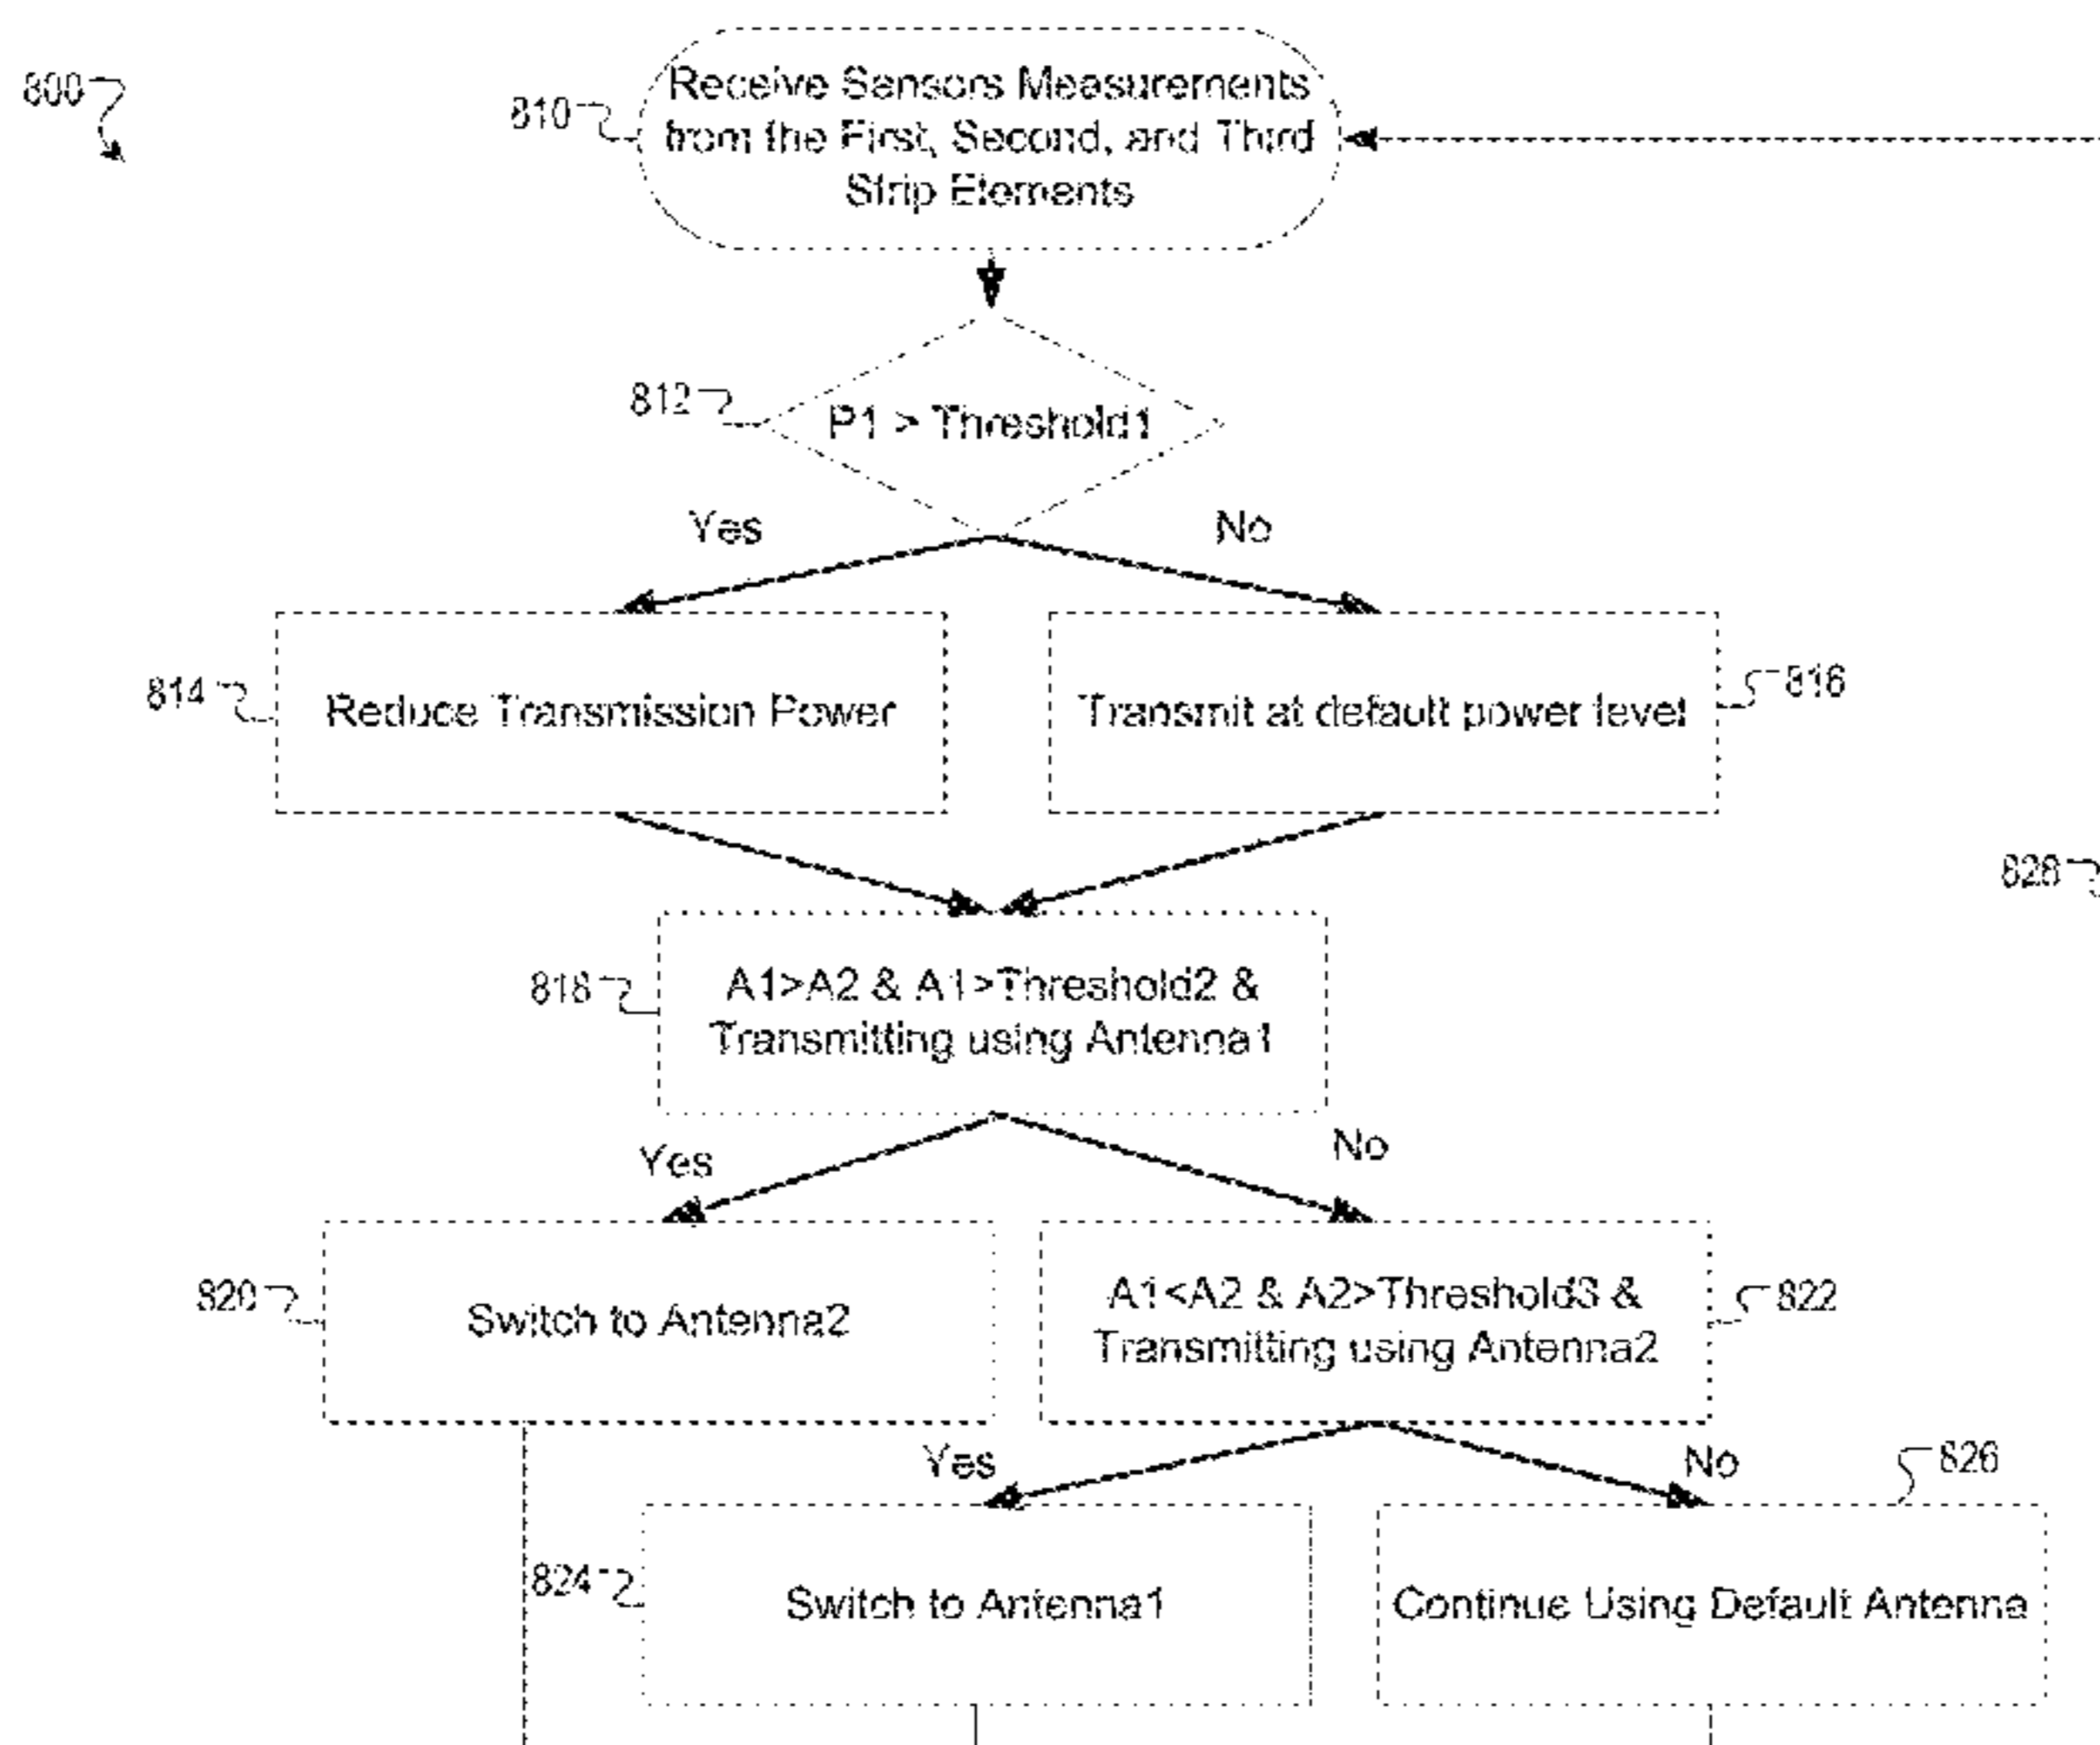 800
810
Receive Sensors Measurements
from the First, Second, and Third
Strip Elements
812
P1 > Threshold1
Yes
No
814
Reduce Transmission Power
Transmit at default power level
816
828
818
A1>A2 & A1>Threshold2 &
Transmitting using Antenna1
Yes
No
820
Switch to Antenna2
A1<A2 & A2>Threshold3 &
Transmitting using Antenna2
822
Yes
No
826
824
Switch to Antenna1
Continue Using Default Antenna